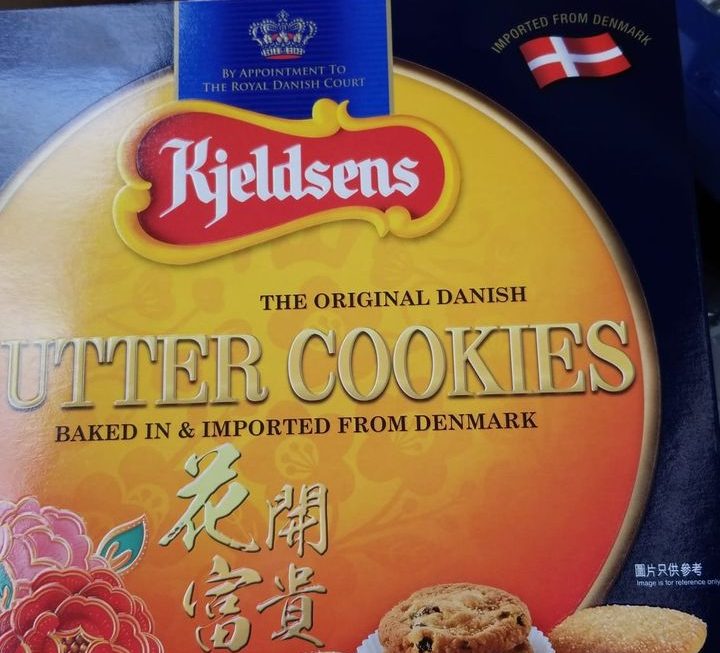 BY APPOINTMENT TO
THE ROYAL DANISH COURT
IMPORTED FROM DENMARK
Kjeldsens
THE ORIGINAL DANISH
UTTER COOKIES
BAKED IN & IMPORTED FROM DENMARK
花開
富貴
圖片只供參考
Image is for reference only